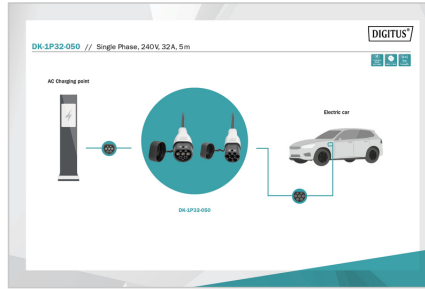 DIGITUS®
DK-1P32-050 // Single Phase, 240V, 32A, 5m
AC Charging point
Electric car
DK-1P32-050